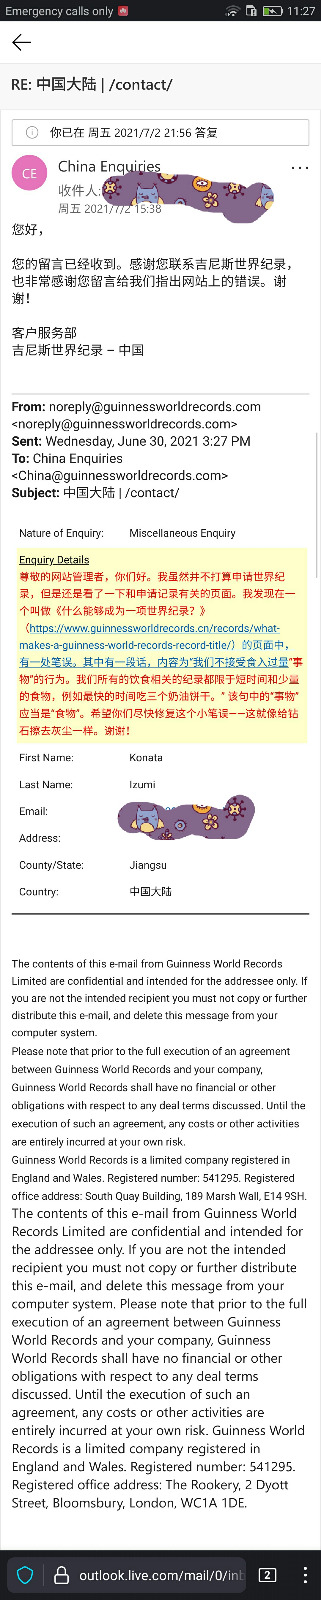 Emergency calls only
11:27
RE: 中国大陆 | /contact/
你已在 周五 2021/7/2 21:56 答复
CE
China Enquiries
收件人:
周五 2021/7/2 15:38
您好，
您的留言已经收到。感谢您联系吉尼斯世界纪录，
也非常感谢您留言给我们指出网站上的错误。谢
谢！
客户服务部
吉尼斯世界纪录 – 中国
From: noreply@guinnessworldrecords.com
<noreply@guinnessworldrecords.com>
Sent: Wednesday, June 30, 2021 3:27 PM
To: China Enquiries
<China@guinnessworldrecords.com>
Subject: 中国大陆 | /contact/
Nature of Enquiry: Miscellaneous Enquiry
Enquiry Details
尊敬的网站管理者，你们好。我虽然并不打算申请世界纪
录，但是还是看了一下和申请记录有关的页面。我发现在一
个叫做《什么能够成为一项世界纪录？》
（https://www.guinnessworldrecords.cn/records/what-
makes-a-guinness-world-records-record-title/）的页面中，
有一处笔误。其中有一段话，内容为“我们不接受食入过量“事
物”的行为。我们所有的饮食相关的纪录都限于短时间和少量
的食物，例如最快的时间吃三个奶油饼干。” 该句中的“事物”
应当是“食物”。希望你们尽快修复这个小笔误——这就像给钻
石擦去灰尘一样。谢谢！
First Name: Konata
Last Name: Izumi
Email:
Address:
County/State: Jiangsu
Country: 中国大陆
The contents of this e-mail from Guinness World Records
Limited are confidential and intended for the addressee only. If
you are not the intended recipient you must not copy or further
distribute this e-mail, and delete this message from your
computer system.
Please note that prior to the full execution of an agreement
between Guinness World Records and your company,
Guinness World Records shall have no financial or other
obligations with respect to any deal terms discussed. Until the
execution of such an agreement, any costs or other activities
are entirely incurred at your own risk.
Guinness World Records is a limited company registered in
England and Wales. Registered number: 541295. Registered
office address: South Quay Building, 189 Marsh Wall, E14 9SH.
The contents of this e-mail from Guinness World
Records Limited are confidential and intended for
the addressee only. If you are not the intended
recipient you must not copy or further distribute
this e-mail, and delete this message from your
computer system. Please note that prior to the full
execution of an agreement between Guinness
World Records and your company, Guinness
World Records shall have no financial or other
obligations with respect to any deal terms
discussed. Until the execution of such an
agreement, any costs or other activities are
entirely incurred at your own risk. Guinness World
Records is a limited company registered in
England and Wales. Registered number: 541295.
Registered office address: The Rookery, 2 Dyott
Street, Bloomsbury, London, WC1A 1DE.
outlook.live.com/mail/0/inb
2